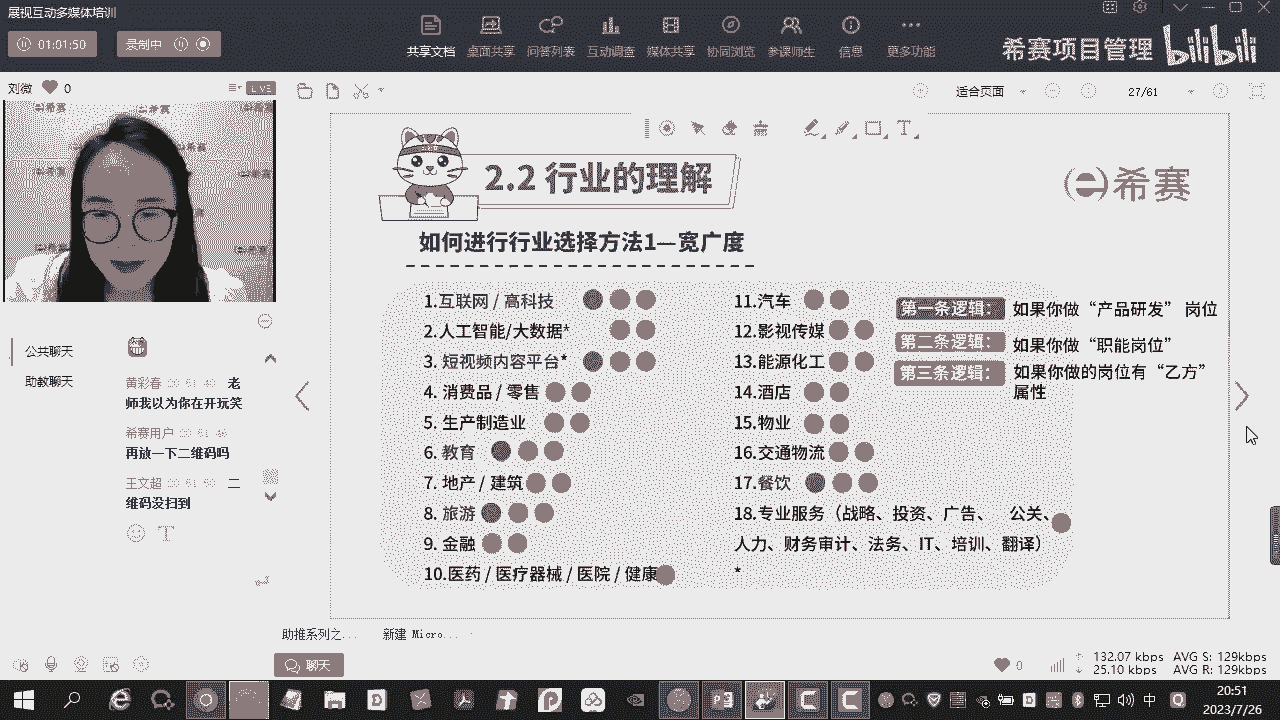 展视互动多媒体培训
01:01:50
录制中
共享文档 桌面共享 问答列表 互动调查 媒体共享 协同浏览 参课师生 信息 更多功能
希赛项目管理 bilibili
刘微 0
LIVE
适合页面
27/61
2.2 行业的理解
希赛
如何进行行业选择方法1—宽广度
1.互联网 / 高科技
2.人工智能/大数据*
3. 短视频内容平台*
4. 消费品 / 零售
5. 生产制造业
6. 教育
7. 地产 / 建筑
8. 旅游
9. 金融
10.医药 / 医疗器械 / 医院 / 健康
11.汽车
12.影视传媒
13.能源化工
14.酒店
15.物业
16.交通物流
17.餐饮
18.专业服务（战略、投资、广告、 公关、
人力、财务审计、法务、IT、培训、翻译）
*
第一条逻辑： 如果你做“产品研发” 岗位
第二条逻辑： 如果你做“职能岗位”
第三条逻辑： 如果你做的岗位有“乙方”
属性
公共聊天
助教聊天
黄彩春 老
师我以为你在开玩笑
希赛用户
再放一下二维码吗
王文超 二
维码没扫到
助推系列之...
新建 Micro...
聊天
0
132.07 kbps AVG S: 129kbps
25.10 kbps AVG R: 129kbps
中
20:51
2023/7/26